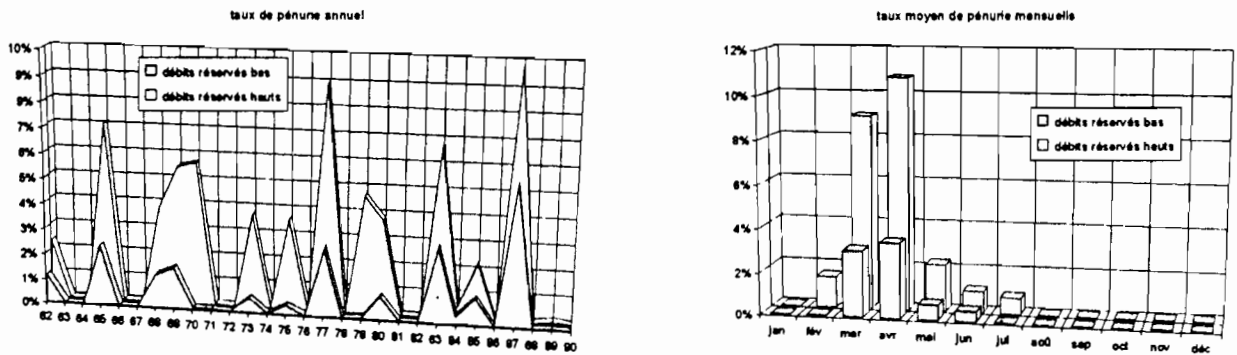 taux de pénurie annuel
10%
9%
8%
7%
6%
5%
4%
3%
2%
1%
0%
débits réservés bas
débits réservés hauts
62 63 64 65 66 67 68 69 70 71 72 73 74 75 76 77 78 79 80 81 82 83 84 85 86 87 88 89 90
taux moyen de pénurie mensuells
12%
10%
8%
6%
4%
2%
0%
débits réservés bas
débits réservés hauts
jan fév mar avr mai jun jul aoû sep oct nov déc